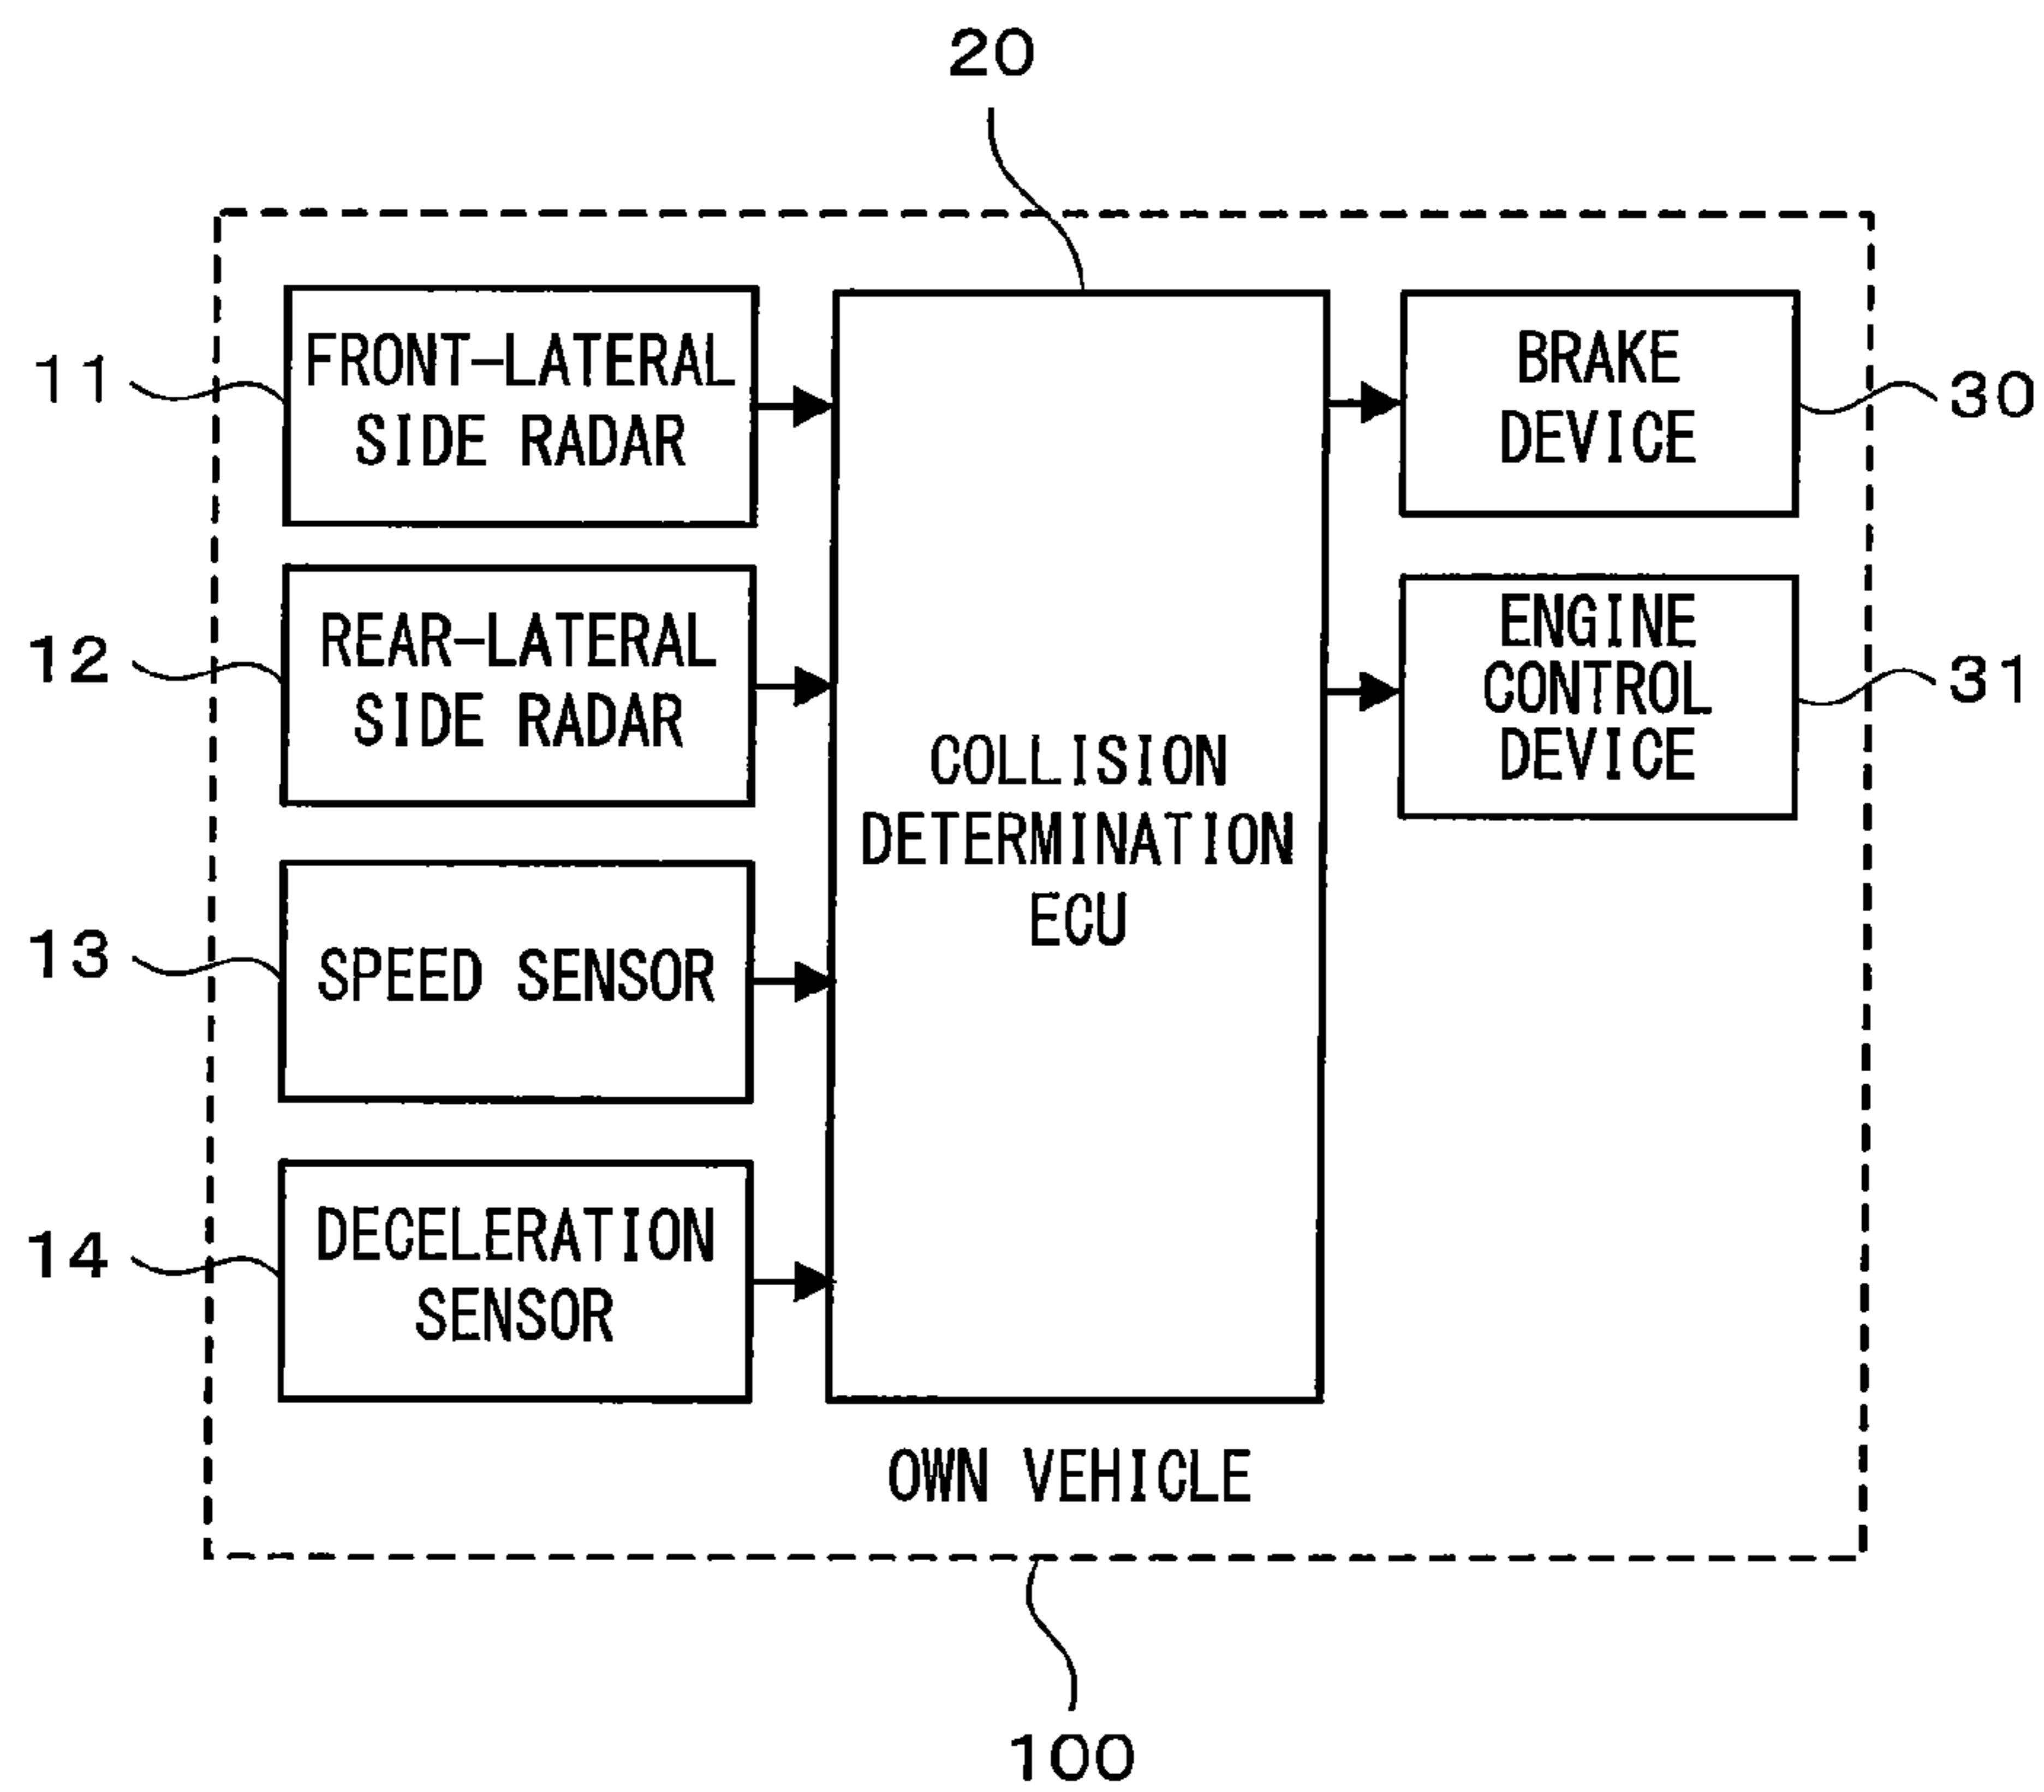 20
11
FRONT-LATERAL
SIDE RADAR
BRAKE
DEVICE
30
12
REAR-LATERAL
SIDE RADAR
ENGINE
CONTROL
DEVICE
31
COLLISION
DETERMINATION
ECU
13
SPEED SENSOR
14
DECELERATION
SENSOR
OWN VEHICLE
100